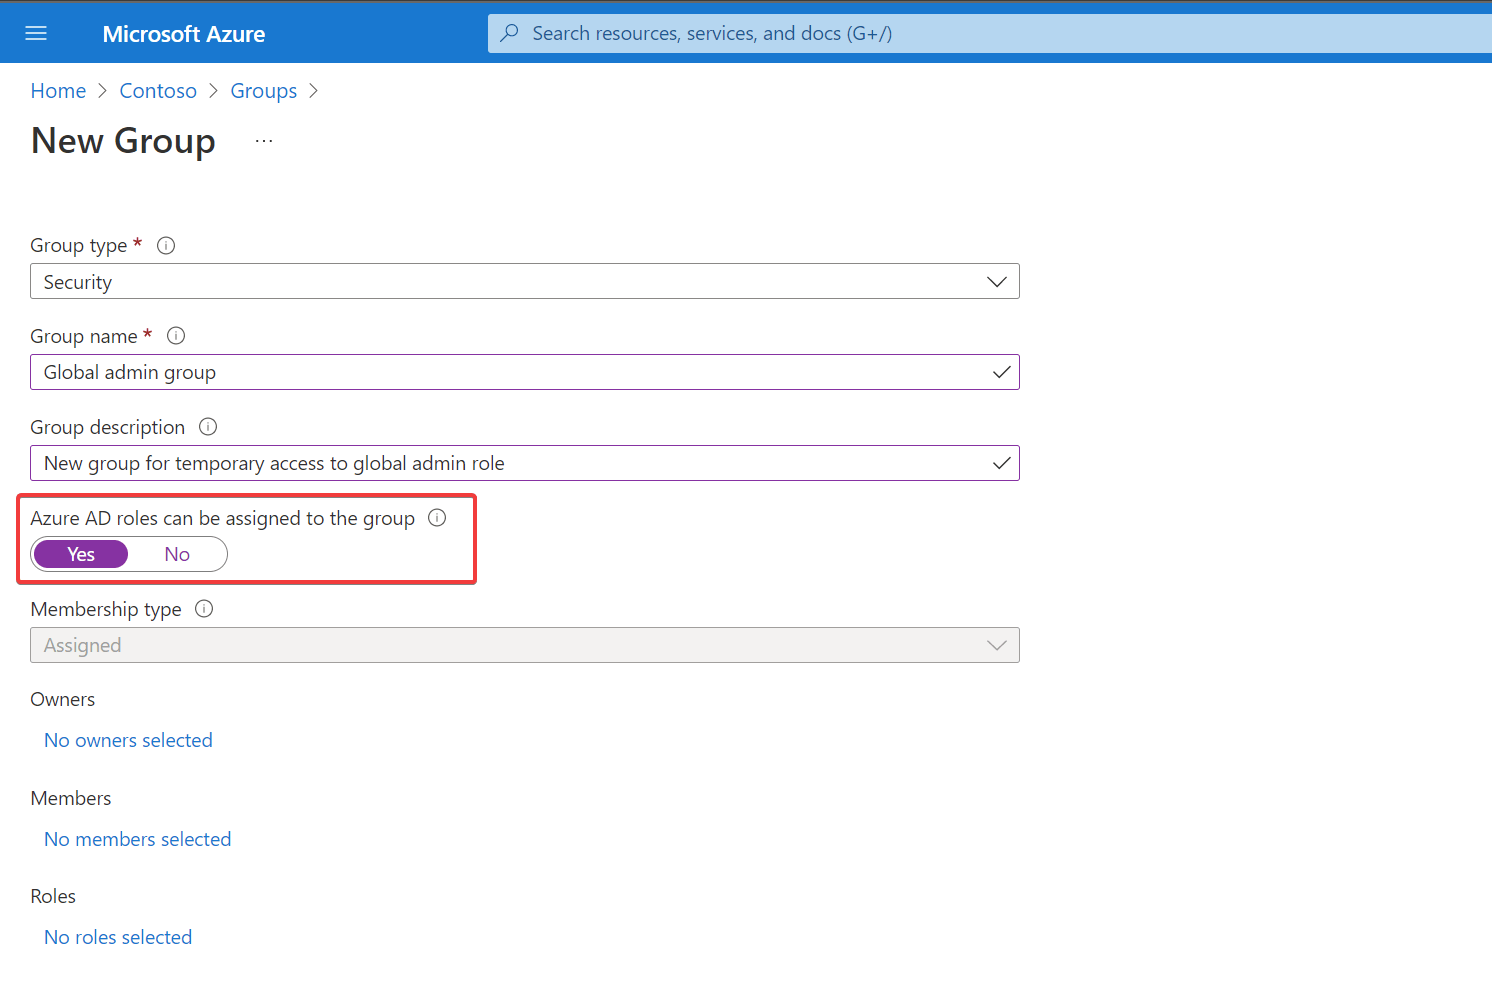 Microsoft Azure
Search resources, services, and docs (G+/)
Home > Contoso > Groups >
New Group ...
Group type *
Security
Group name *
Global admin group
Group description
New group for temporary access to global admin role
Azure AD roles can be assigned to the group
Yes No
Membership type
Assigned
Owners
No owners selected
Members
No members selected
Roles
No roles selected